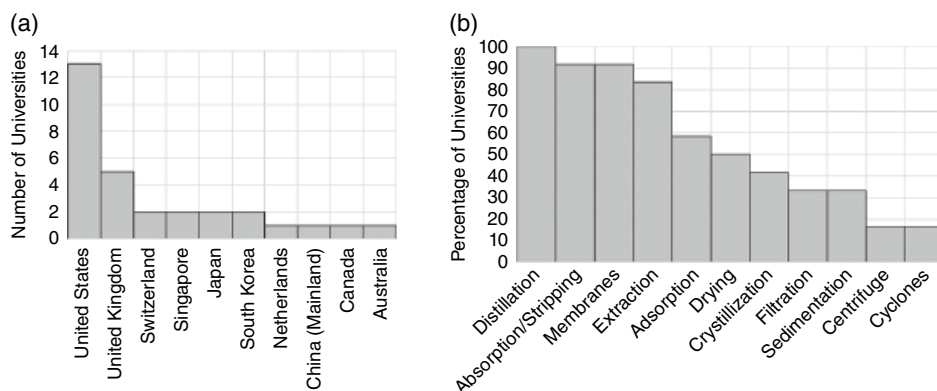 (a)
Number of Universities
14
12
10
8
6
4
2
0
United States
United Kingdom
Switzerland
Singapore
Japan
South Korea
Netherlands
China (Mainland)
Canada
Australia
(b)
Percentage of Universities
100
90
80
70
60
50
40
30
20
10
0
Distillation
Absorption/Stripping
Membranes
Extraction
Adsorption
Drying
Crystillization
Filtration
Sedimentation
Centrifuge
Cyclones